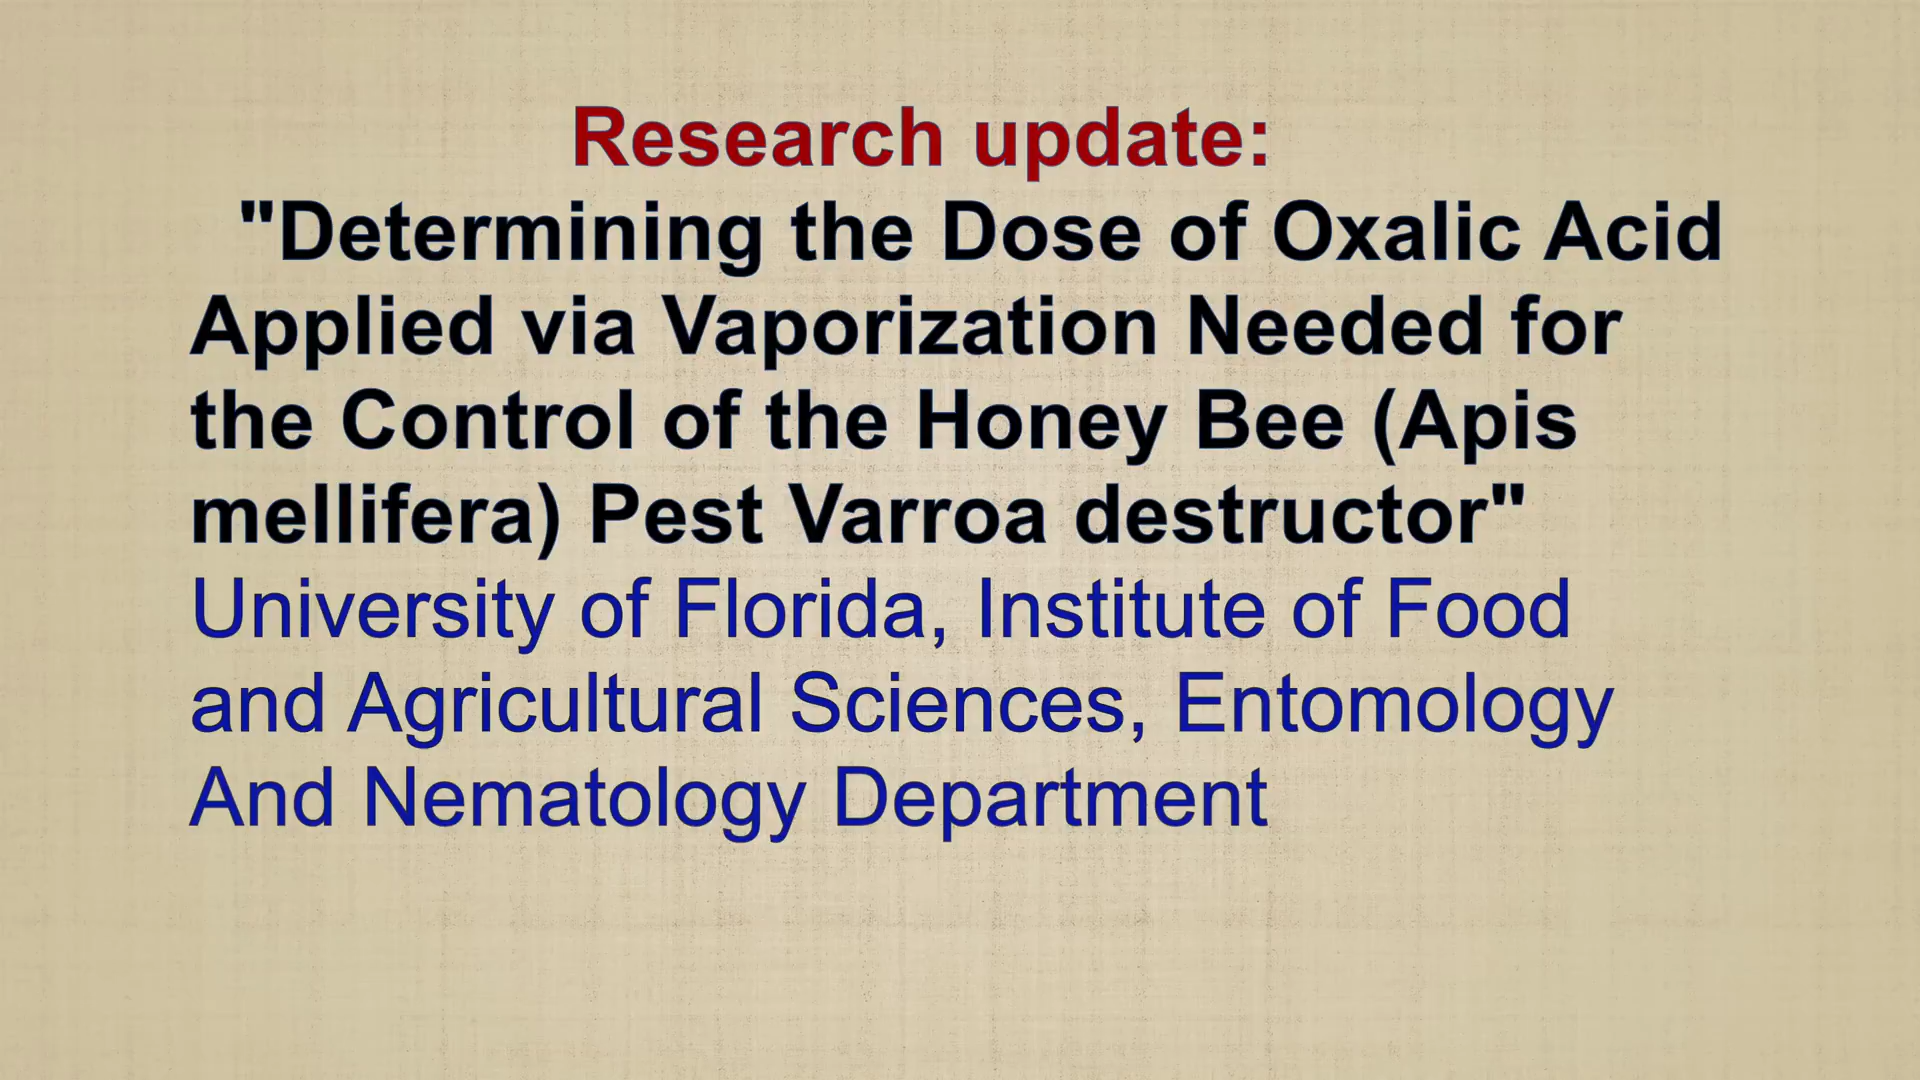 Research update:
"Determining the Dose of Oxalic Acid
Applied via Vaporization Needed for
the Control of the Honey Bee (Apis
mellifera) Pest Varroa destructor"
University of Florida, Institute of Food
and Agricultural Sciences, Entomology
And Nematology Department